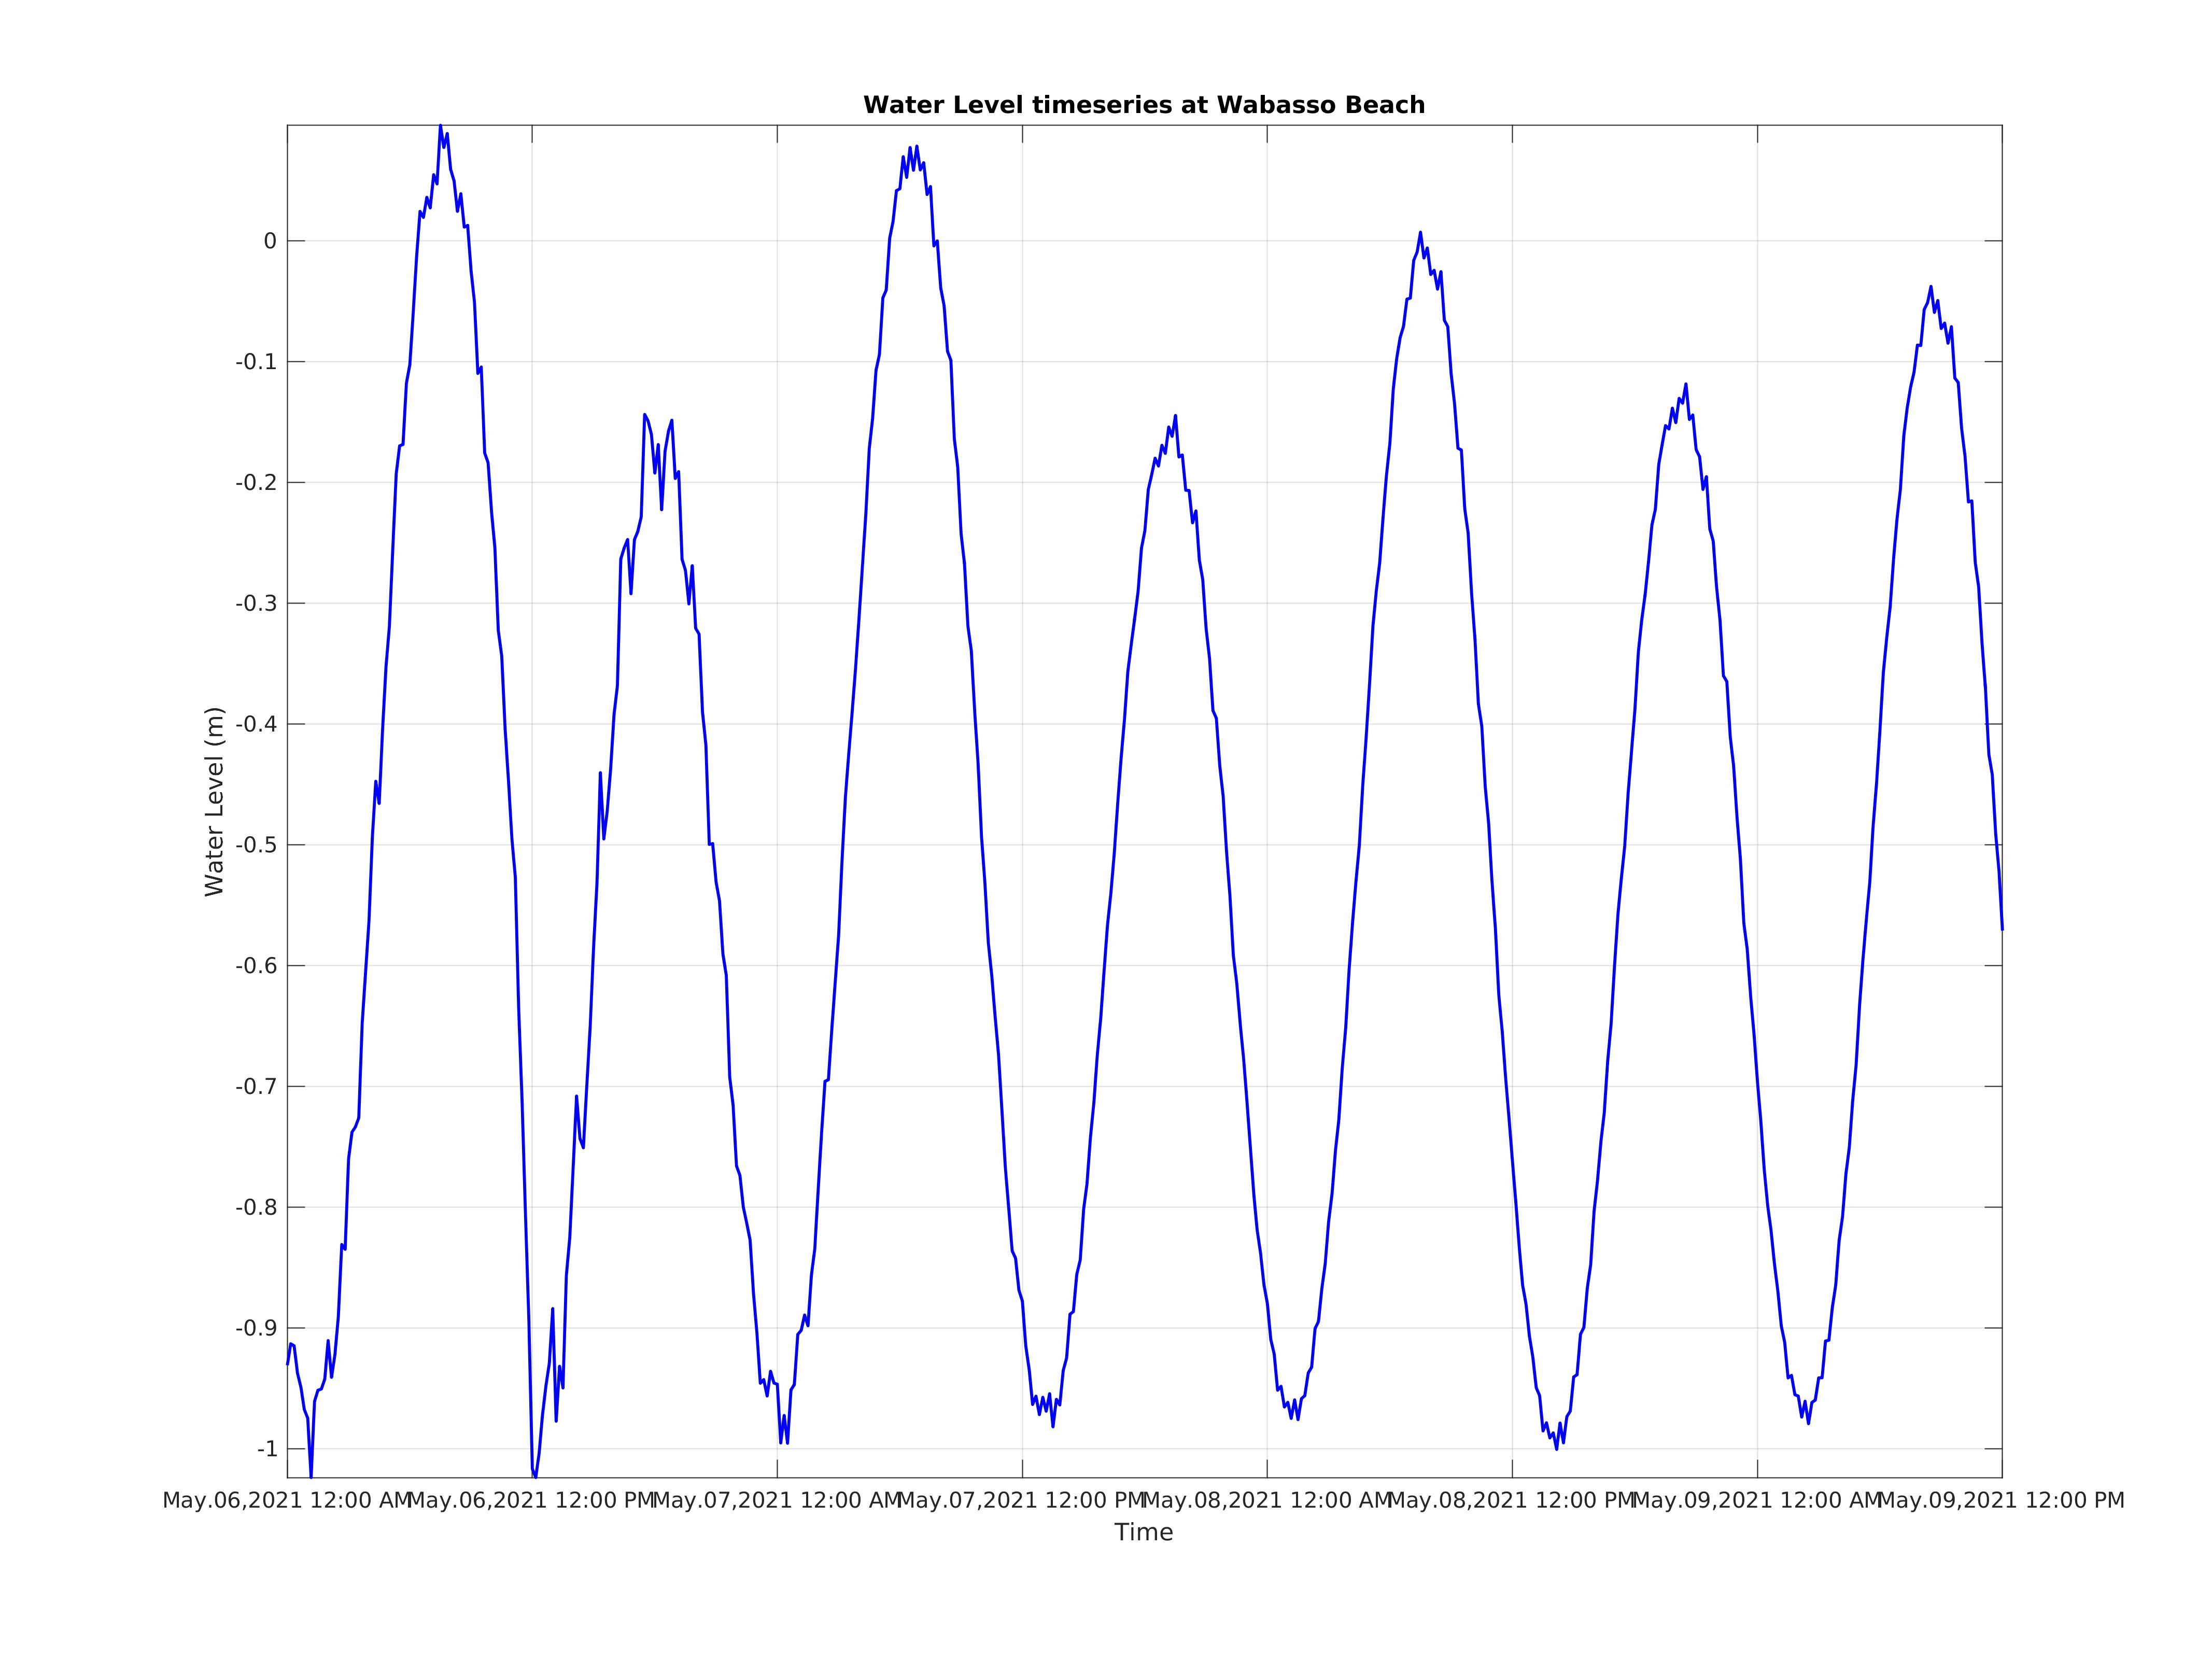 Water Level timeseries at Wabasso Beach
0
-0.1
-0.2
-0.3
-0.4
-0.5
-0.6
-0.7
-0.8
-0.9
-1
Water Level (m)
May.06,2021 12:00 AM May.06,2021 12:00 PM May.07,2021 12:00 AM May.07,2021 12:00 PM May.08,2021 12:00 AM May.08,2021 12:00 PM May.09,2021 12:00 AM May.09,2021 12:00 PM
Time